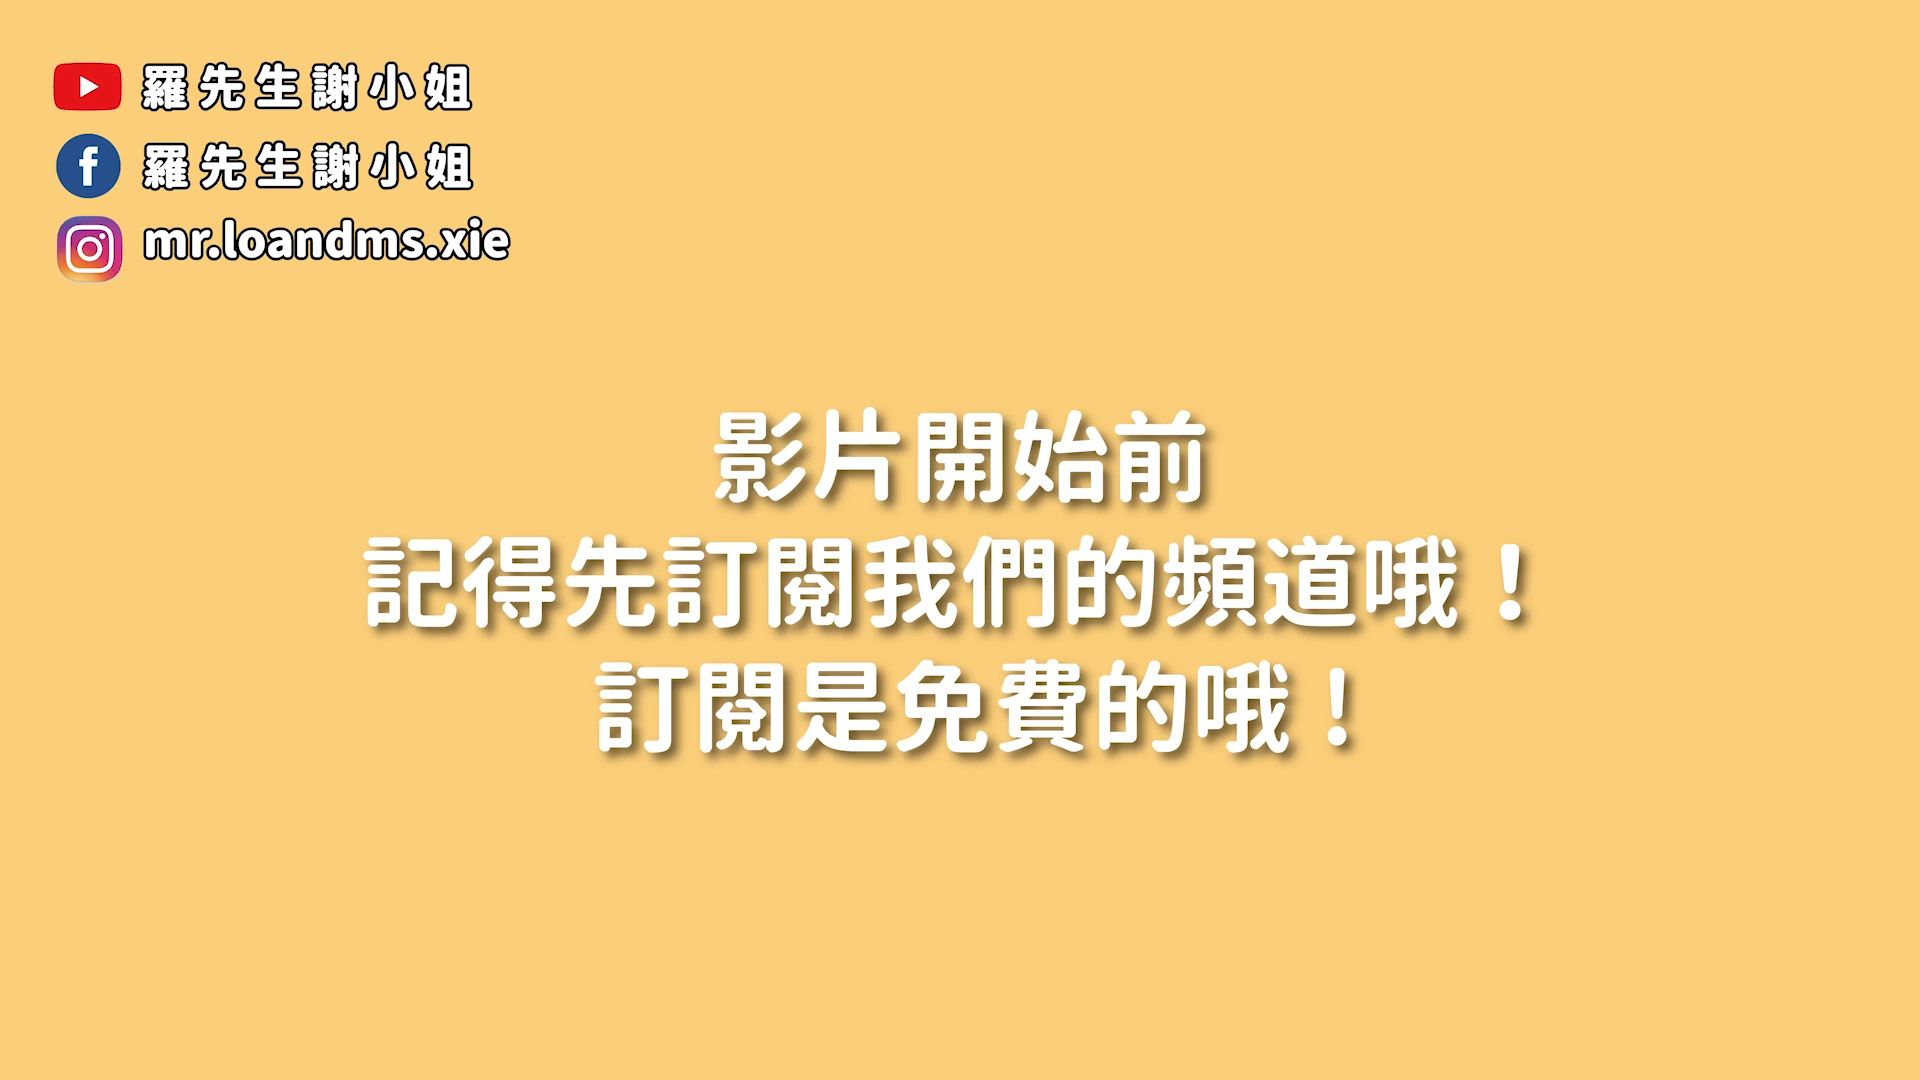 羅先生謝小姐
羅先生謝小姐
mr.loandms.xie
影片開始前
記得先訂閱我們的頻道哦！
訂閱是免費的哦！